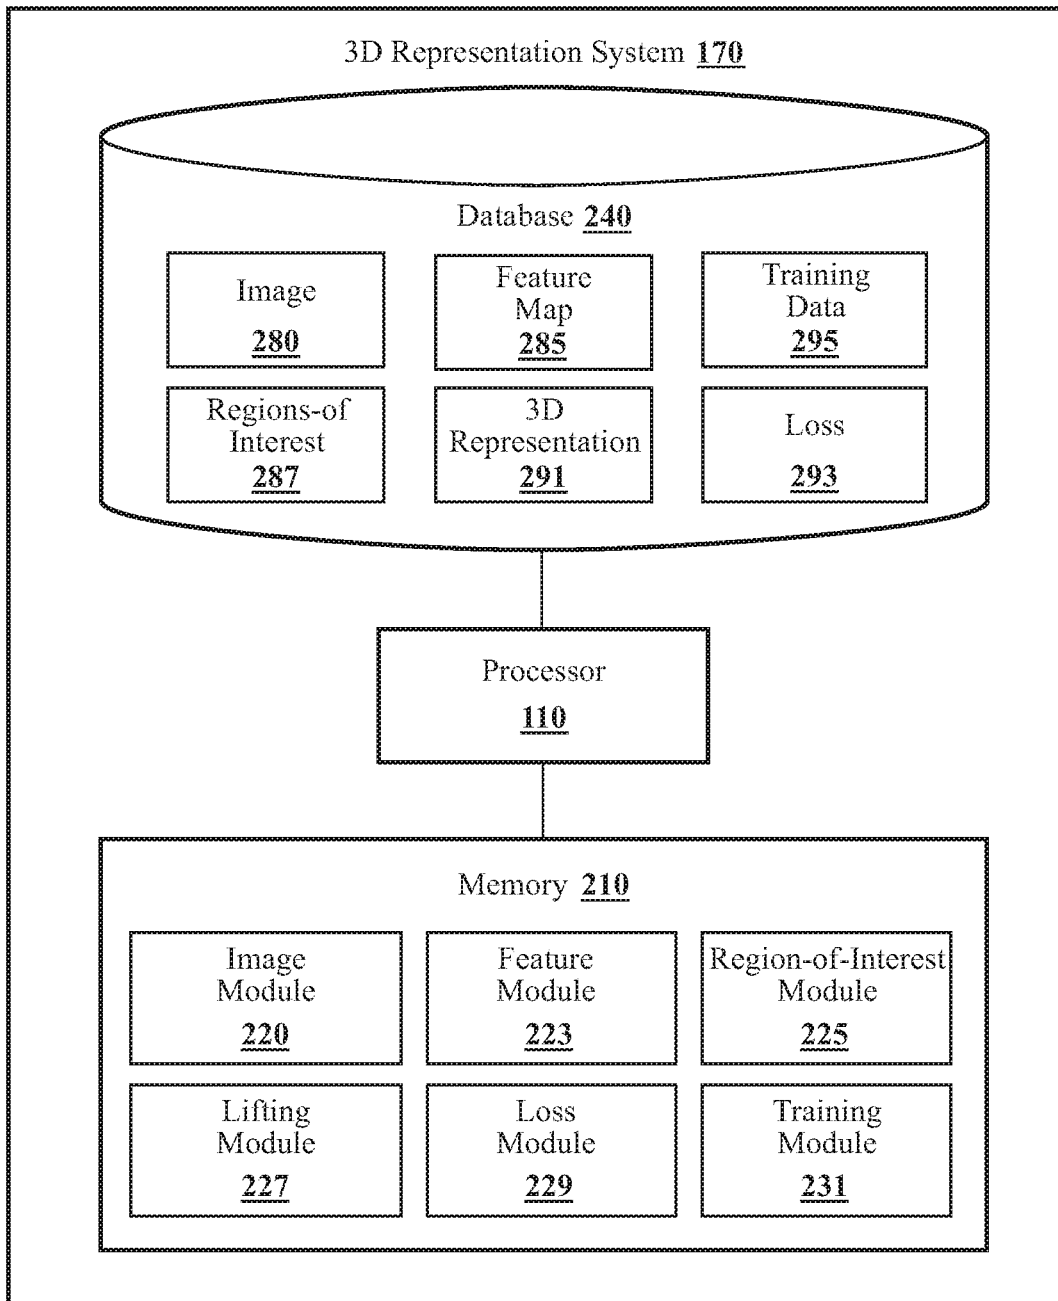 3D Representation System 170
Database 240
Image
280
Feature
Map
285
Training
Data
295
Regions-of
Interest
287
3D
Representation
291
Loss
293
Processor
110
Memory 210
Image
Module
220
Feature
Module
223
Region-of-Interest
Module
225
Lifting
Module
227
Loss
Module
229
Training
Module
231